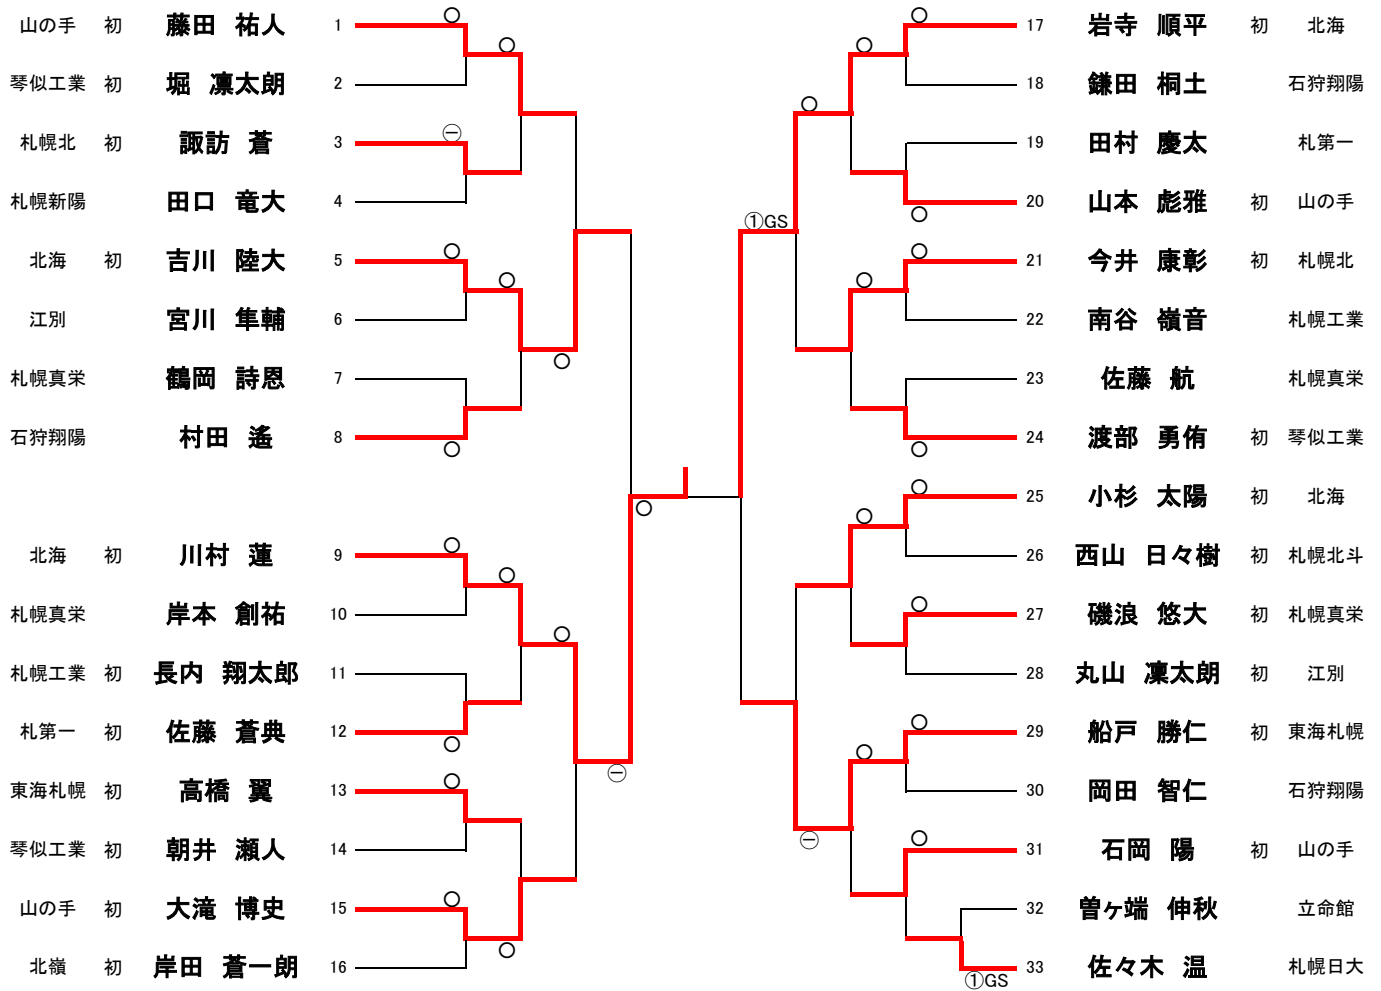 山の手 初 藤田 祐人 1
琴似工業 初 堀 凜太朗 2
札幌北 初 諏訪 蒼 3
札幌新陽 田口 竜大 4
北海 初 吉川 陸大 5
江別 宮川 隼輔 6
札幌真栄 鶴岡 詩恩 7
石狩翔陽 村田 遙 8
北海 初 川村 蓮 9
札幌真栄 岸本 創祐 10
札幌工業 初 長内 翔太郎 11
札第一 初 佐藤 蒼典 12
東海札幌 初 高橋 翼 13
琴似工業 初 朝井 瀬人 14
山の手 初 大滝 博史 15
北嶺 初 岸田 蒼一朗 16
①GS
17 岩寺 順平 初 北海
18 鎌田 桐土 石狩翔陽
19 田村 慶太 札第一
20 山本 彪雅 初 山の手
21 今井 康彰 初 札幌北
22 南谷 嶺音 札幌工業
23 佐藤 航 札幌真栄
24 渡部 勇侑 初 琴似工業
25 小杉 太陽 初 北海
26 西山 日々樹 初 札幌北斗
27 磯浪 悠大 初 札幌真栄
28 丸山 凜太朗 初 江別
29 船戸 勝仁 初 東海札幌
30 岡田 智仁 石狩翔陽
31 石岡 陽 初 山の手
32 曽ヶ端 伸秋 立命館
33 佐々木 温 札幌日大
①GS